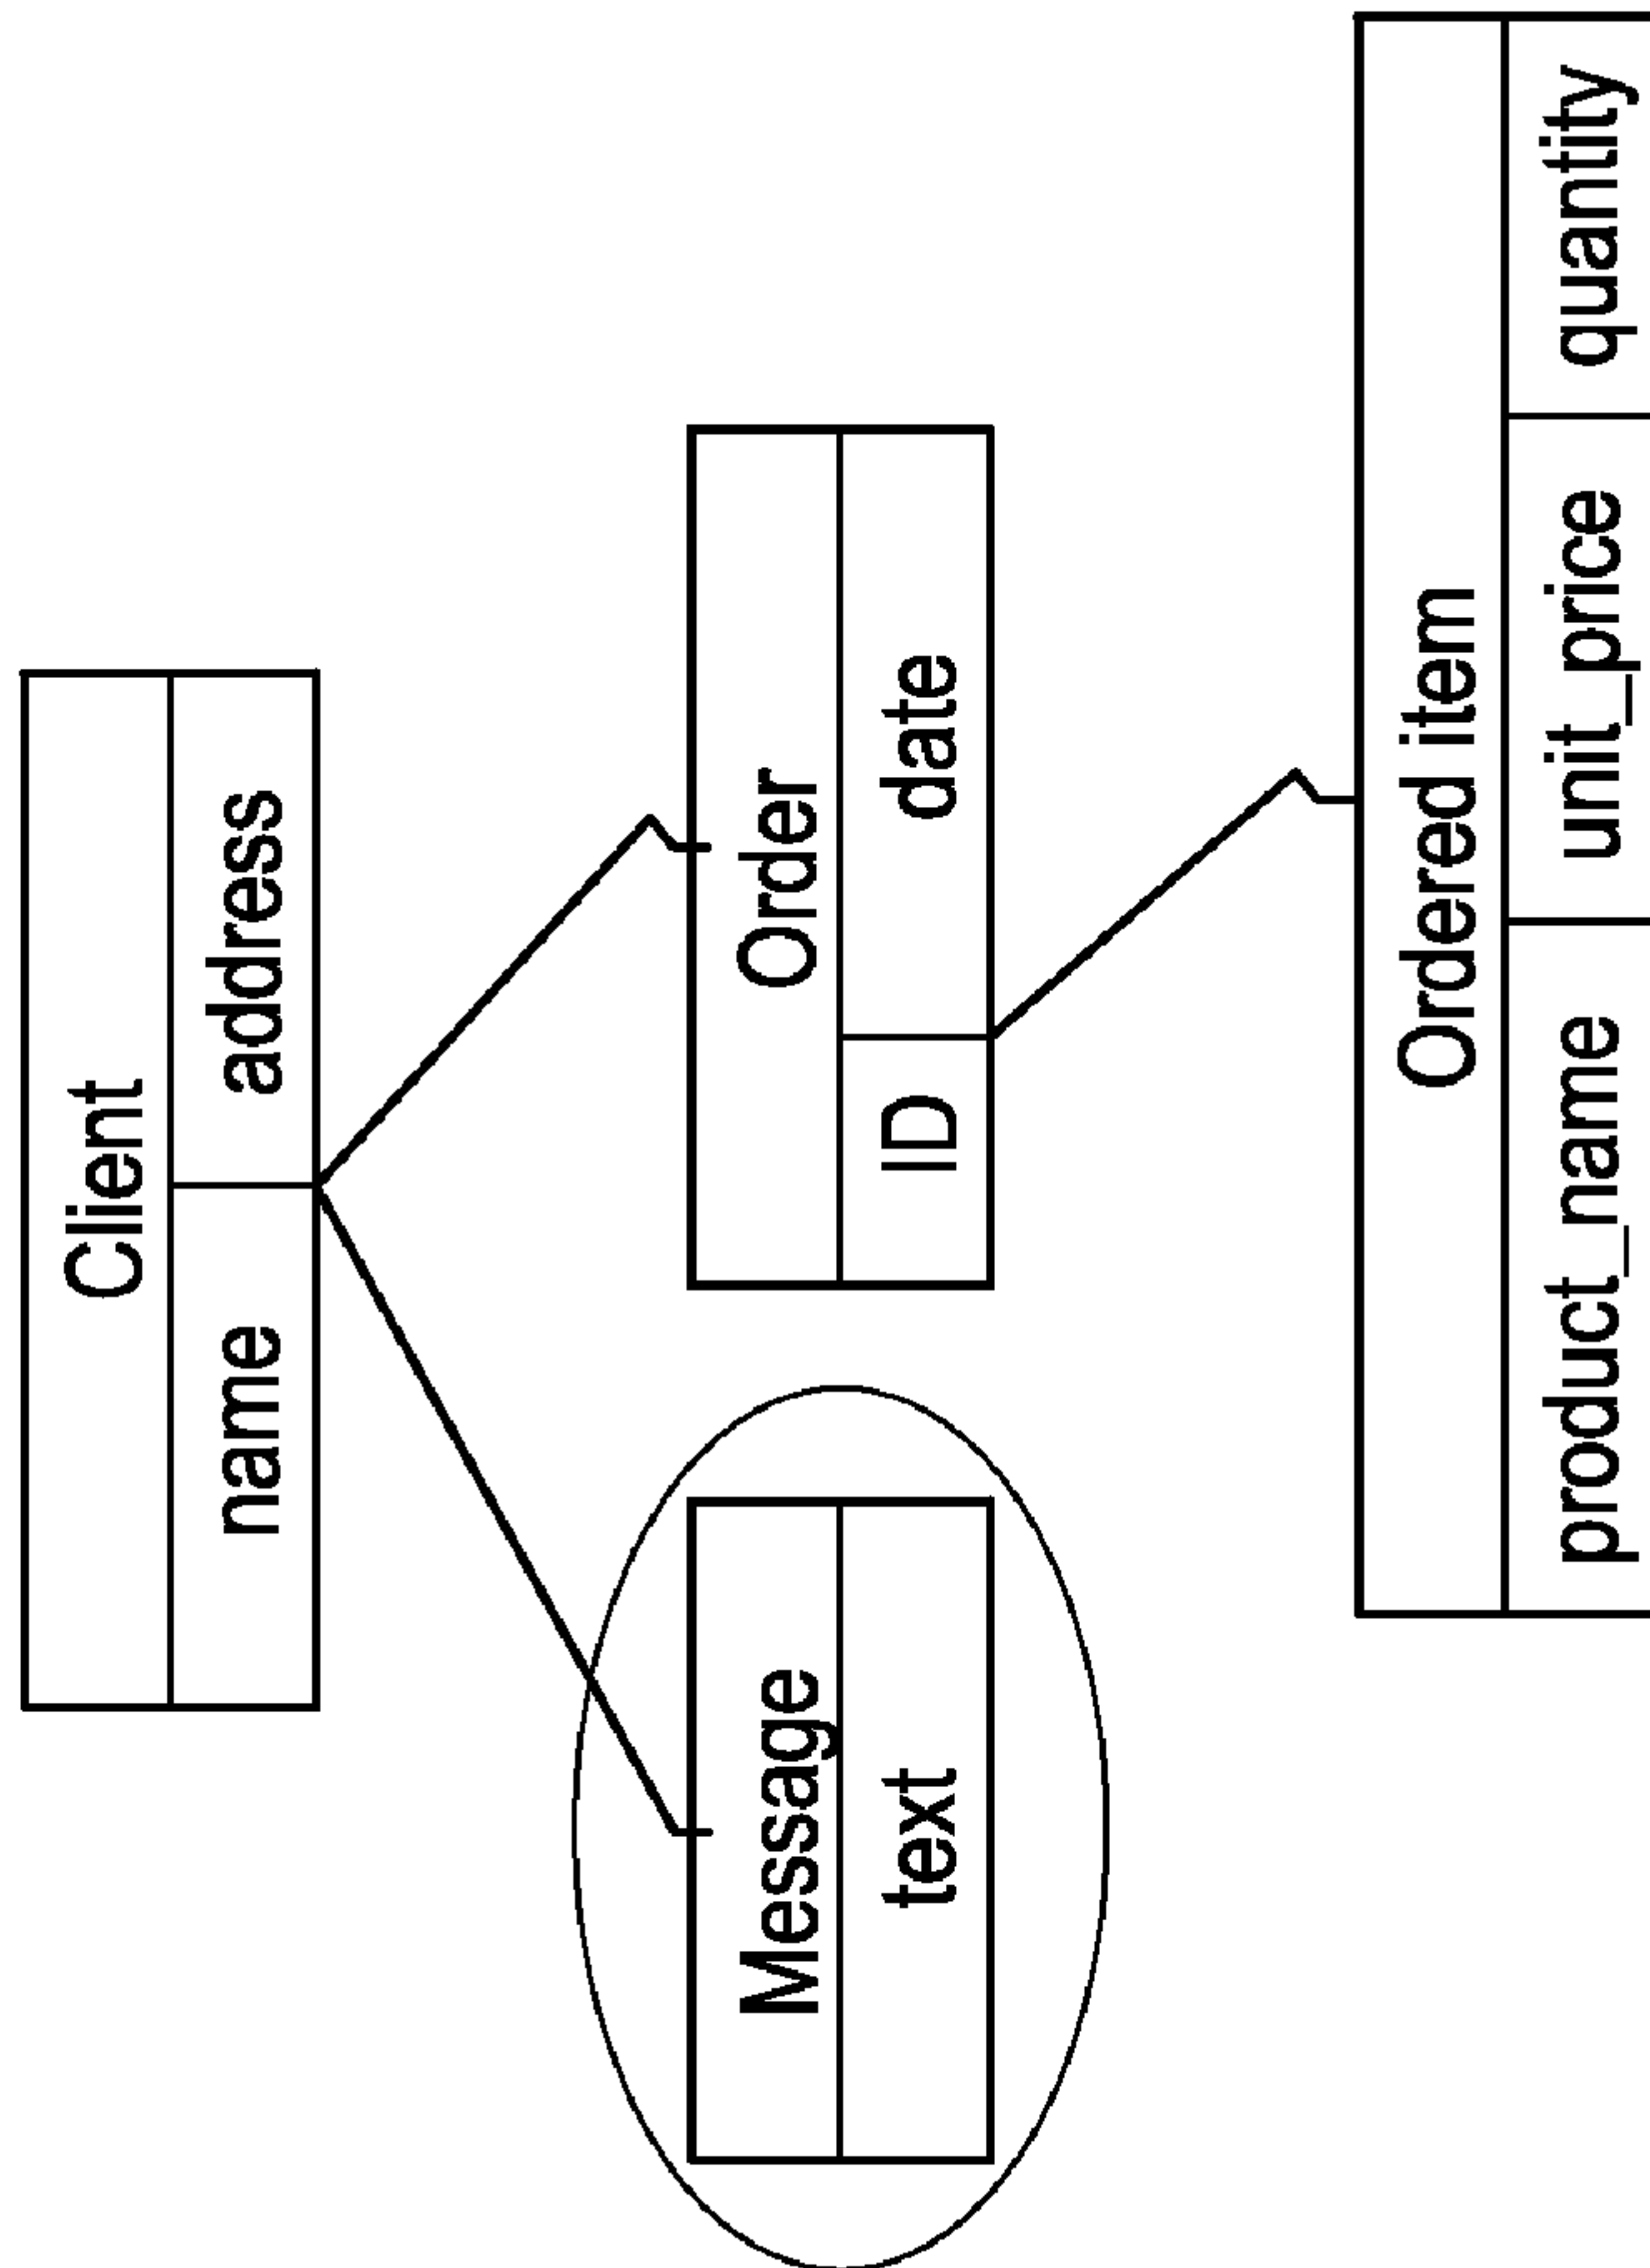 Client
name address
Message Order
text ID date
Ordered item
product_name unit_price quantity